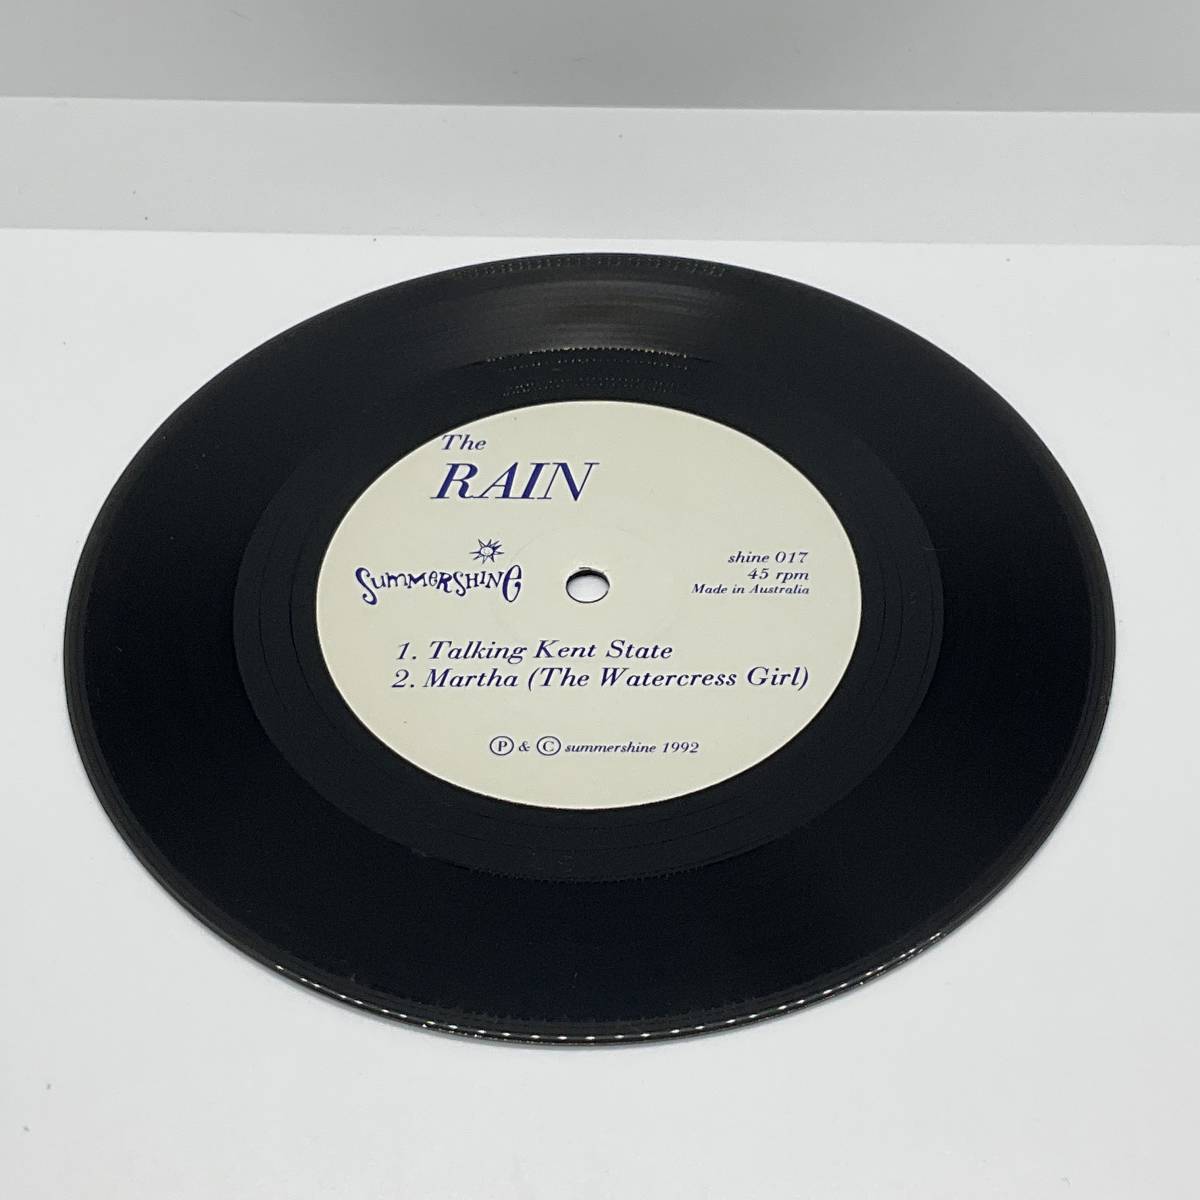 The
RAIN
SUMMERSHINE
shine 017
45 rpm
Made in Australia
1. Talking Kent State
2. Martha (The Watercress Girl)
Ⓟ & © summershine 1992